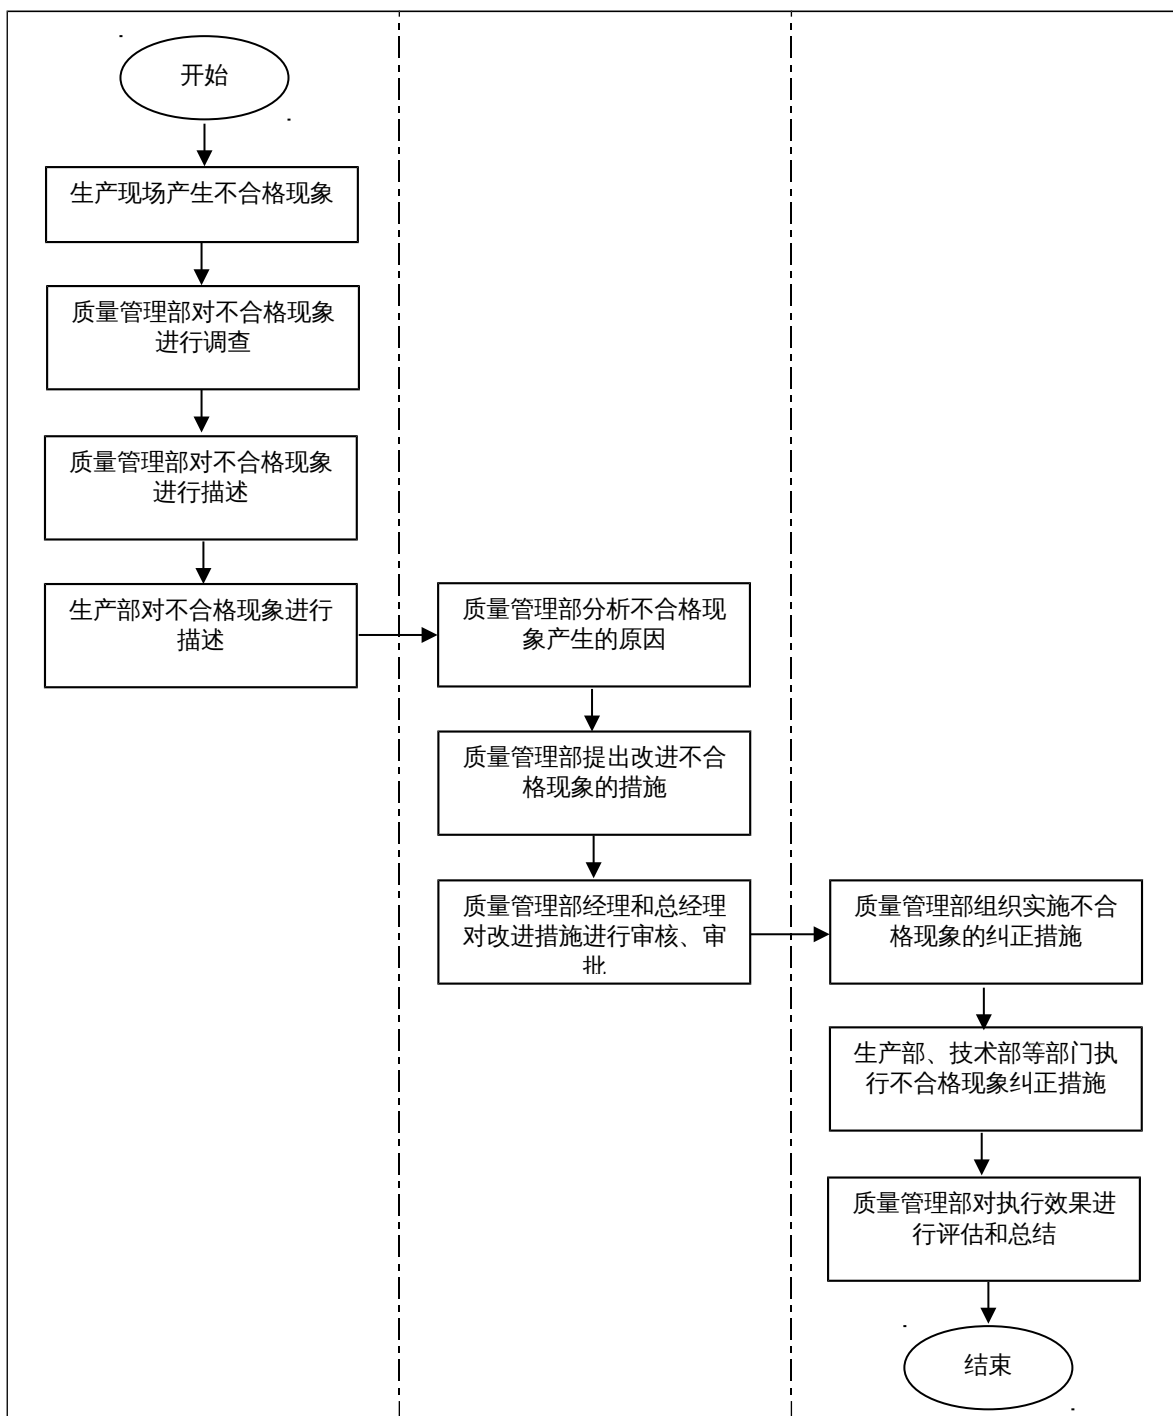 开始
生产现场产生不合格现象
质量管理部对不合格现象
进行调查
质量管理部对不合格现象
进行描述
生产部对不合格现象进行
描述
质量管理部分析不合格现
象产生的原因
质量管理部提出改进不合
格现象的措施
质量管理部经理和总经理
对改进措施进行审核、审
批
质量管理部组织实施不合
格现象的纠正措施
生产部、技术部等部门执
行不合格现象纠正措施
质量管理部对执行效果进
行评估和总结
结束